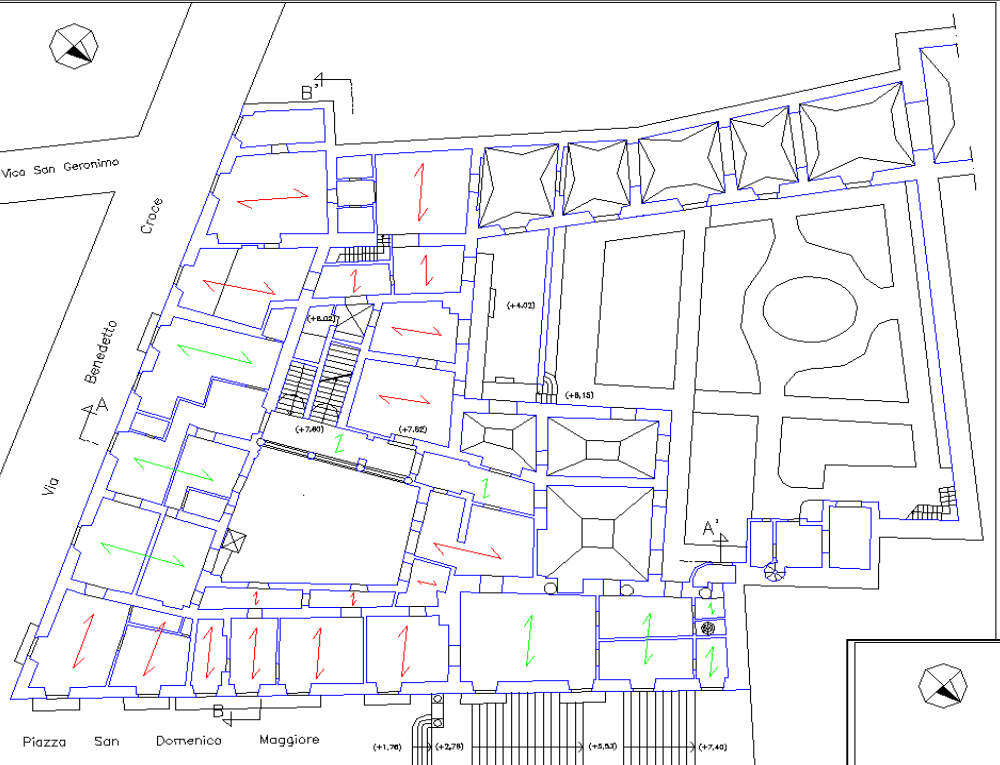 B'
Vico San Geronimo
Croce
(+4.02)
(+8.02)
Benedetto
(+8,15)
A
(+7.60)
(+7.62)
Via
A'
B
Piazza San Domenico Maggiore
(+1,76)
(+2,78)
(+5,53)
(+7,40)